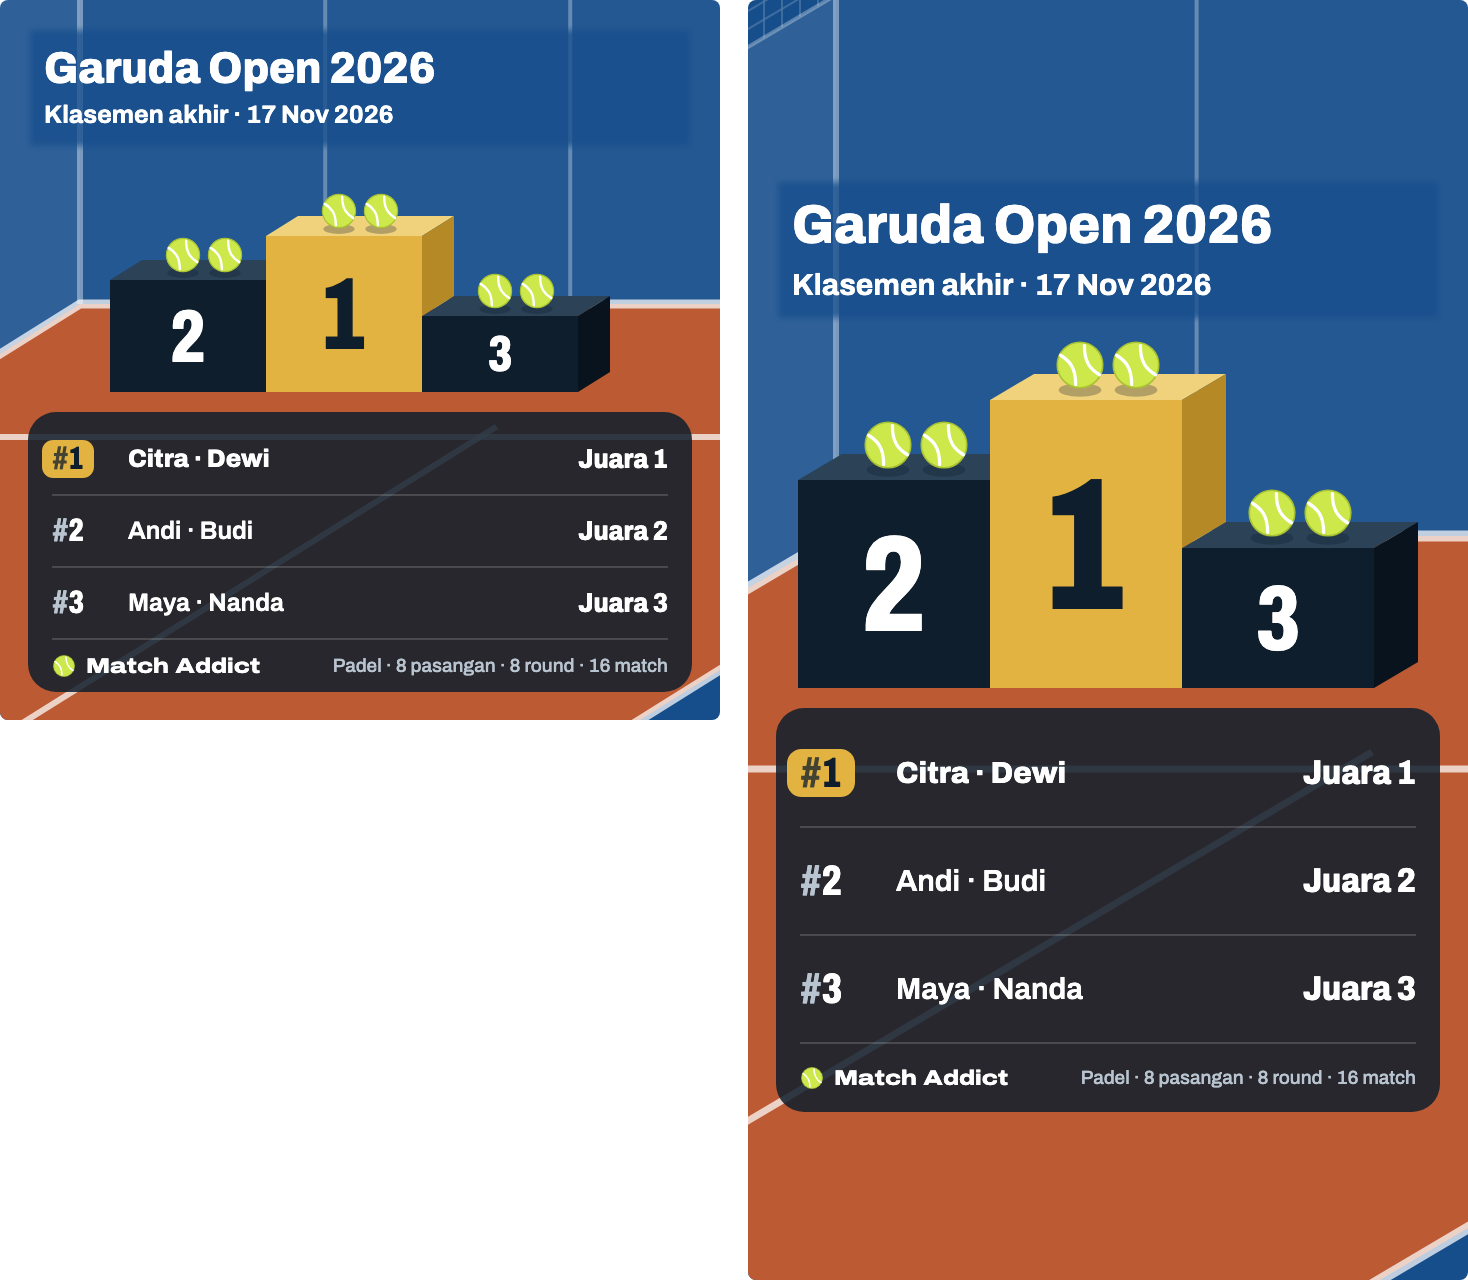 Garuda Open 2026
Klasemen akhir · 17 Nov 2026
2
1
3
#1 Citra · Dewi Juara 1
#2 Andi · Budi Juara 2
#3 Maya · Nanda Juara 3
Match Addict Padel · 8 pasangan · 8 round · 16 match
Garuda Open 2026
Klasemen akhir · 17 Nov 2026
2
1
3
#1 Citra · Dewi Juara 1
#2 Andi · Budi Juara 2
#3 Maya · Nanda Juara 3
Match Addict Padel · 8 pasangan · 8 round · 16 match